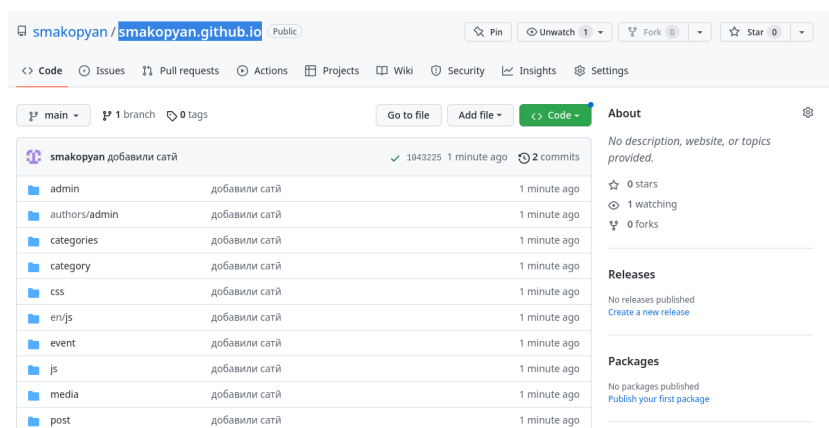 smakopyan / smakopyan.github.io Public
Pin
Unwatch 1
Fork 0
Star 0
Code Issues Pull requests Actions Projects Wiki Security Insights Settings
main 1 branch 0 tags Go to file Add file Code
smakopyan добавили сатй 1043225 1 minute ago 2 commits
admin добавили сатй 1 minute ago
authors/admin добавили сатй 1 minute ago
categories добавили сатй 1 minute ago
category добавили сатй 1 minute ago
css добавили сатй 1 minute ago
en/js добавили сатй 1 minute ago
event добавили сатй 1 minute ago
js добавили сатй 1 minute ago
media добавили сатй 1 minute ago
post добавили сатй 1 minute ago
About
No description, website, or topics
provided.
0 stars
1 watching
0 forks
Releases
No releases published
Create a new release
Packages
No packages published
Publish your first package